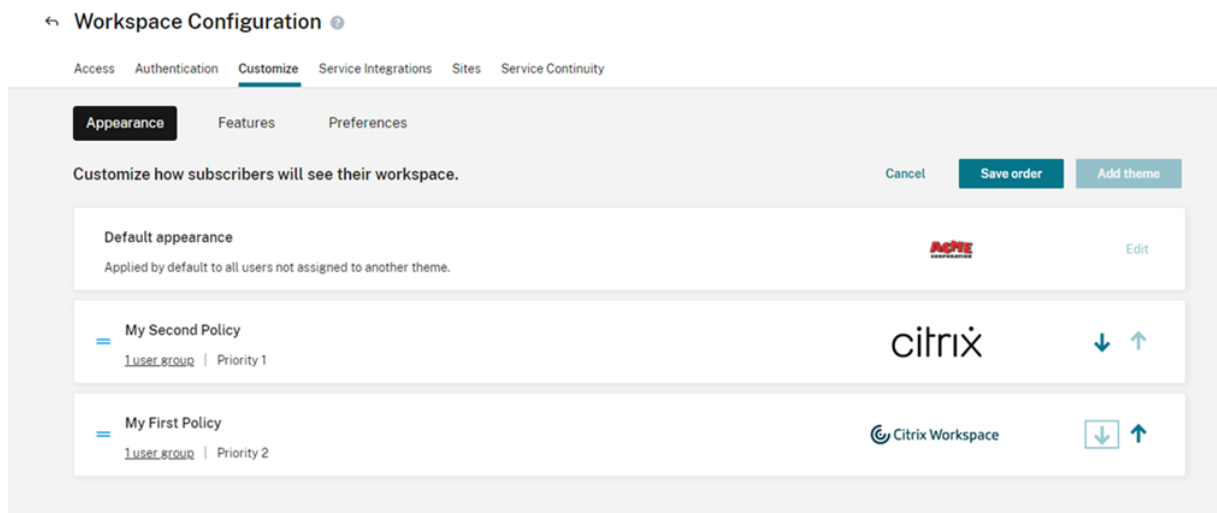 Workspace Configuration ?
Access Authentication Customize Service Integrations Sites Service Continuity
Appearance Features Preferences
Customize how subscribers will see their workspace. Cancel Save order Add theme
Default appearance
Applied by default to all users not assigned to another theme.
ACME
CORPORATION
Edit
My Second Policy
1 user group | Priority 1
citrix
My First Policy
1 user group | Priority 2
Citrix Workspace